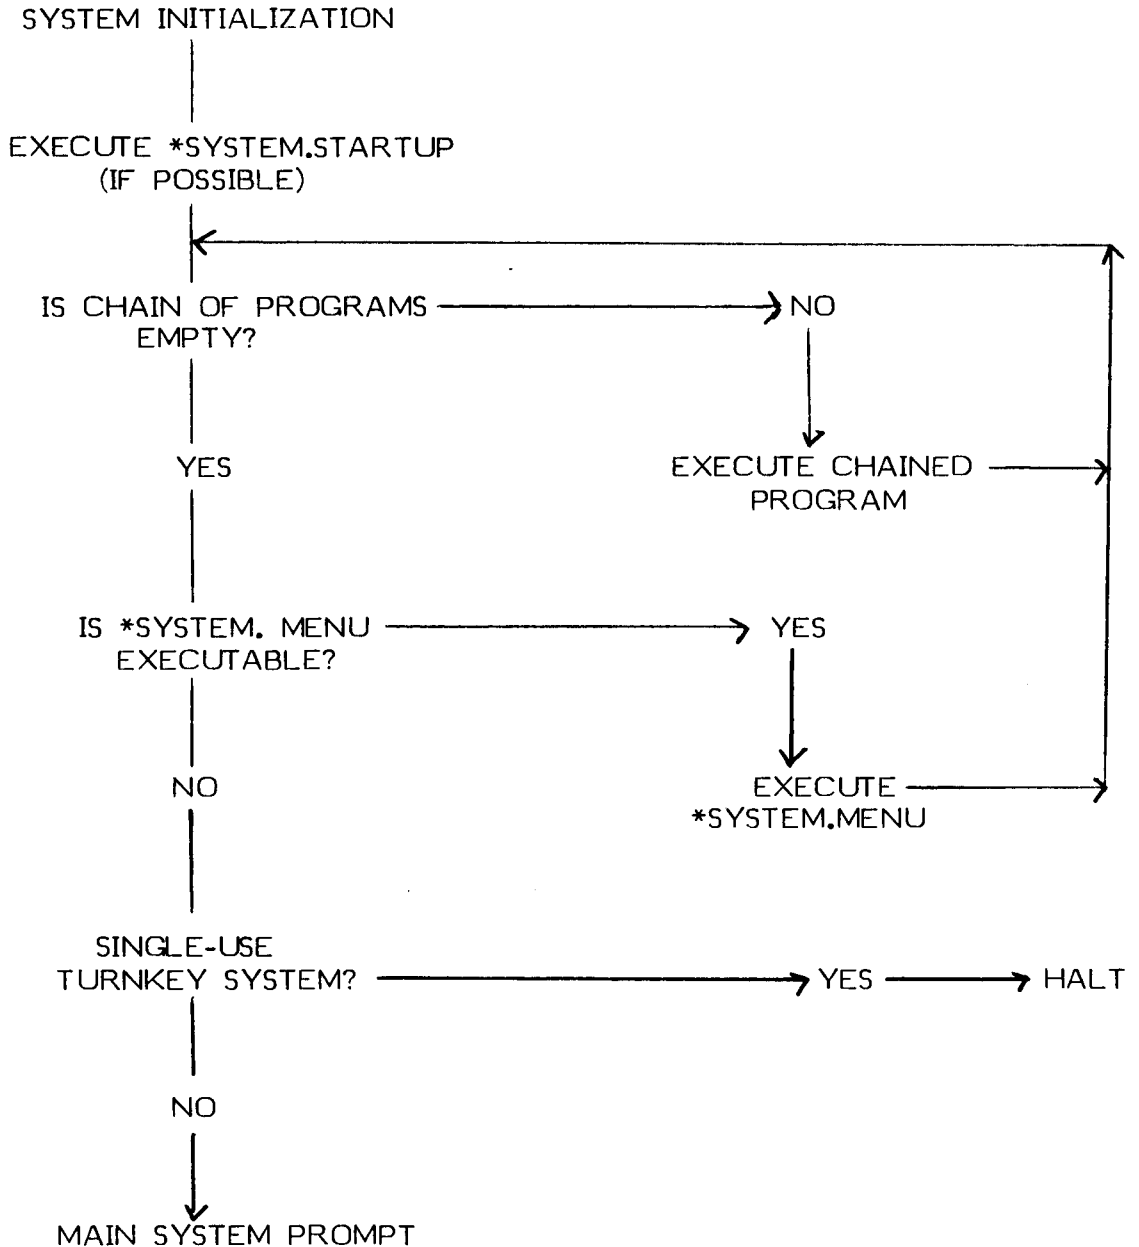 SYSTEM INITIALIZATION
EXECUTE *SYSTEM.STARTUP
(IF POSSIBLE)
IS CHAIN OF PROGRAMS
EMPTY?
NO
YES
EXECUTE CHAINED
PROGRAM
IS *SYSTEM. MENU
EXECUTABLE?
YES
NO
EXECUTE
*SYSTEM.MENU
SINGLE-USE
TURNKEY SYSTEM?
YES
HALT
NO
MAIN SYSTEM PROMPT